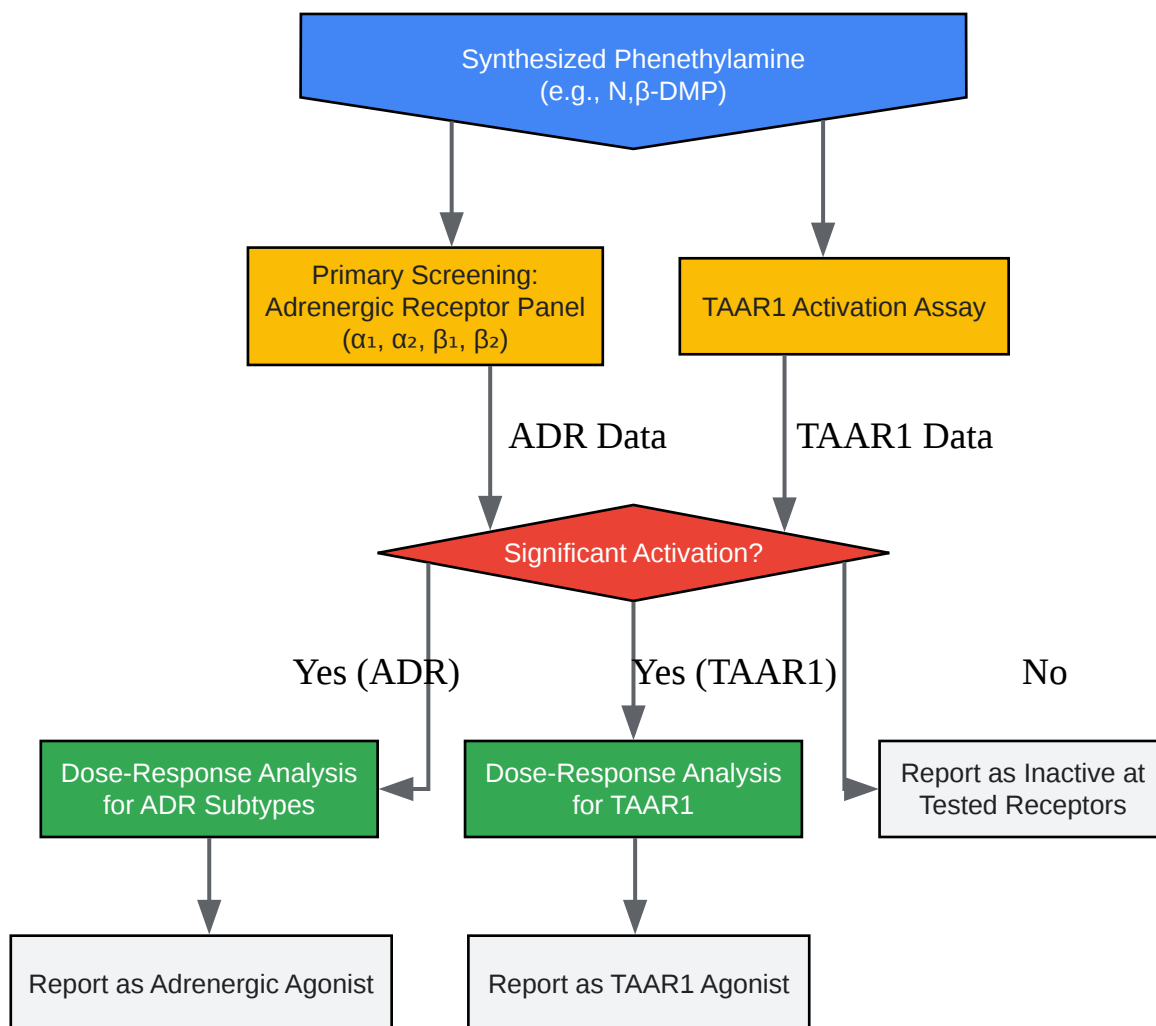 Synthesized Phenethylamine
(e.g., N,β-DMP)
Primary Screening:
Adrenergic Receptor Panel
(α₁, α₂, β₁, β₂)
TAAR1 Activation Assay
ADR Data
TAAR1 Data
Significant Activation?
Yes (ADR)
Yes (TAAR1)
No
Dose-Response Analysis
for ADR Subtypes
Dose-Response Analysis
for TAAR1
Report as Inactive at
Tested Receptors
Report as Adrenergic Agonist
Report as TAAR1 Agonist